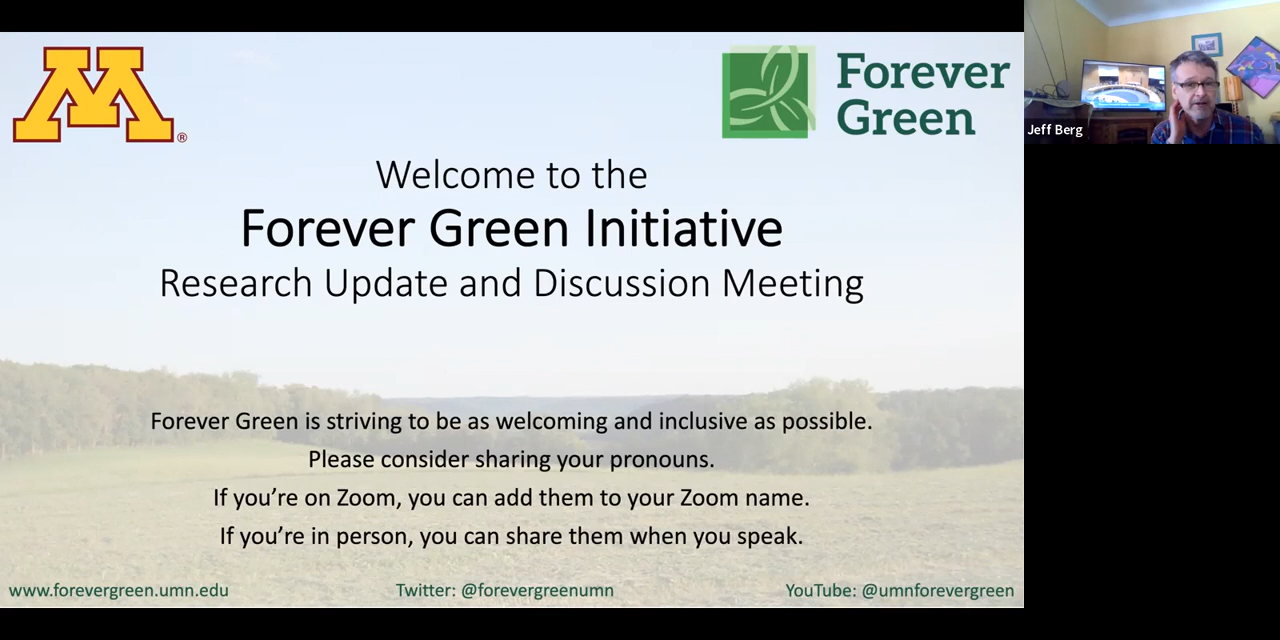 M®
Forever
Green
Jeff Berg
Welcome to the
Forever Green Initiative
Research Update and Discussion Meeting
Forever Green is striving to be as welcoming and inclusive as possible.
Please consider sharing your pronouns.
If you’re on Zoom, you can add them to your Zoom name.
If you’re in person, you can share them when you speak.
www.forevergreen.umn.edu
Twitter: @forevergreenumn
YouTube: @umnforevergreen